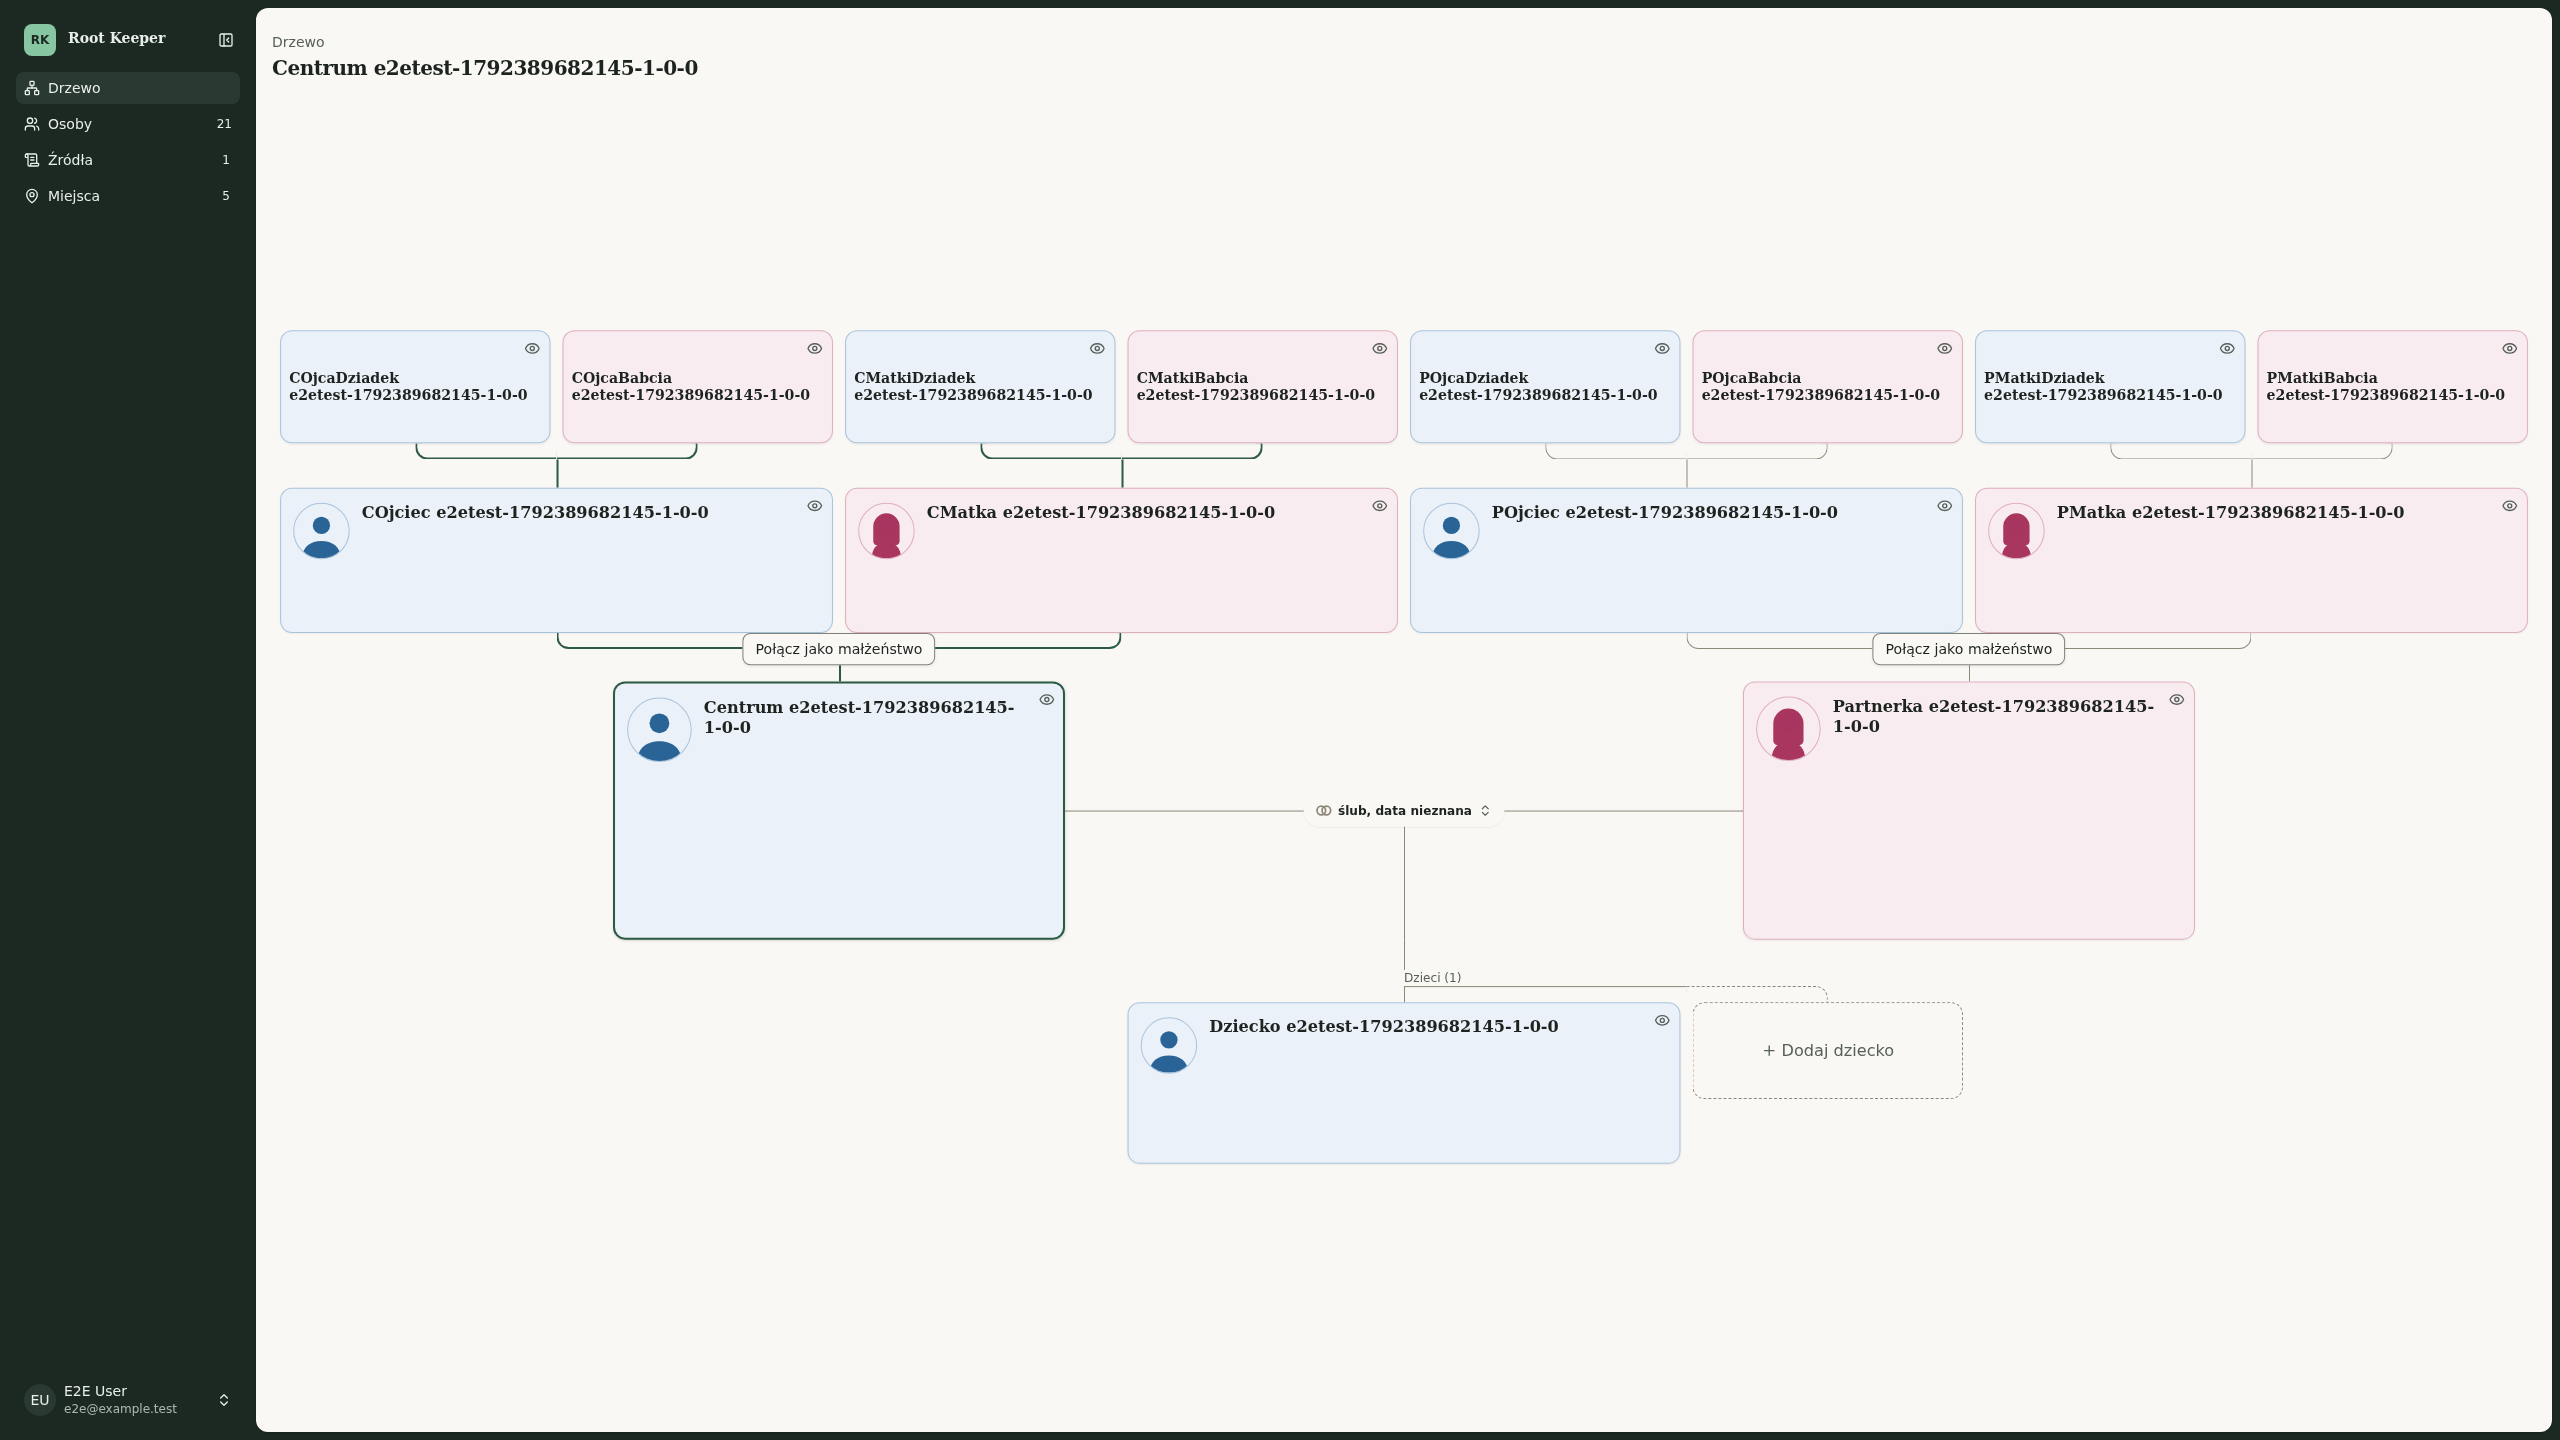 RK
Root Keeper
Drzewo
Osoby 21
Źródła 1
Miejsca 5
Drzewo
Centrum e2etest-1792389682145-1-0-0
COjcaDziadek
e2etest-1792389682145-1-0-0
COjcaBabcia
e2etest-1792389682145-1-0-0
CMatkiDziadek
e2etest-1792389682145-1-0-0
CMatkiBabcia
e2etest-1792389682145-1-0-0
POjcaDziadek
e2etest-1792389682145-1-0-0
POjcaBabcia
e2etest-1792389682145-1-0-0
PMatkiDziadek
e2etest-1792389682145-1-0-0
PMatkiBabcia
e2etest-1792389682145-1-0-0
COjciec e2etest-1792389682145-1-0-0
CMatka e2etest-1792389682145-1-0-0
POjciec e2etest-1792389682145-1-0-0
PMatka e2etest-1792389682145-1-0-0
Połącz jako małżeństwo
Połącz jako małżeństwo
Centrum e2etest-1792389682145-
1-0-0
Partnerka e2etest-1792389682145-
1-0-0
ślub, data nieznana
Dzieci (1)
Dziecko e2etest-1792389682145-1-0-0
+ Dodaj dziecko
EU
E2E User
e2e@example.test